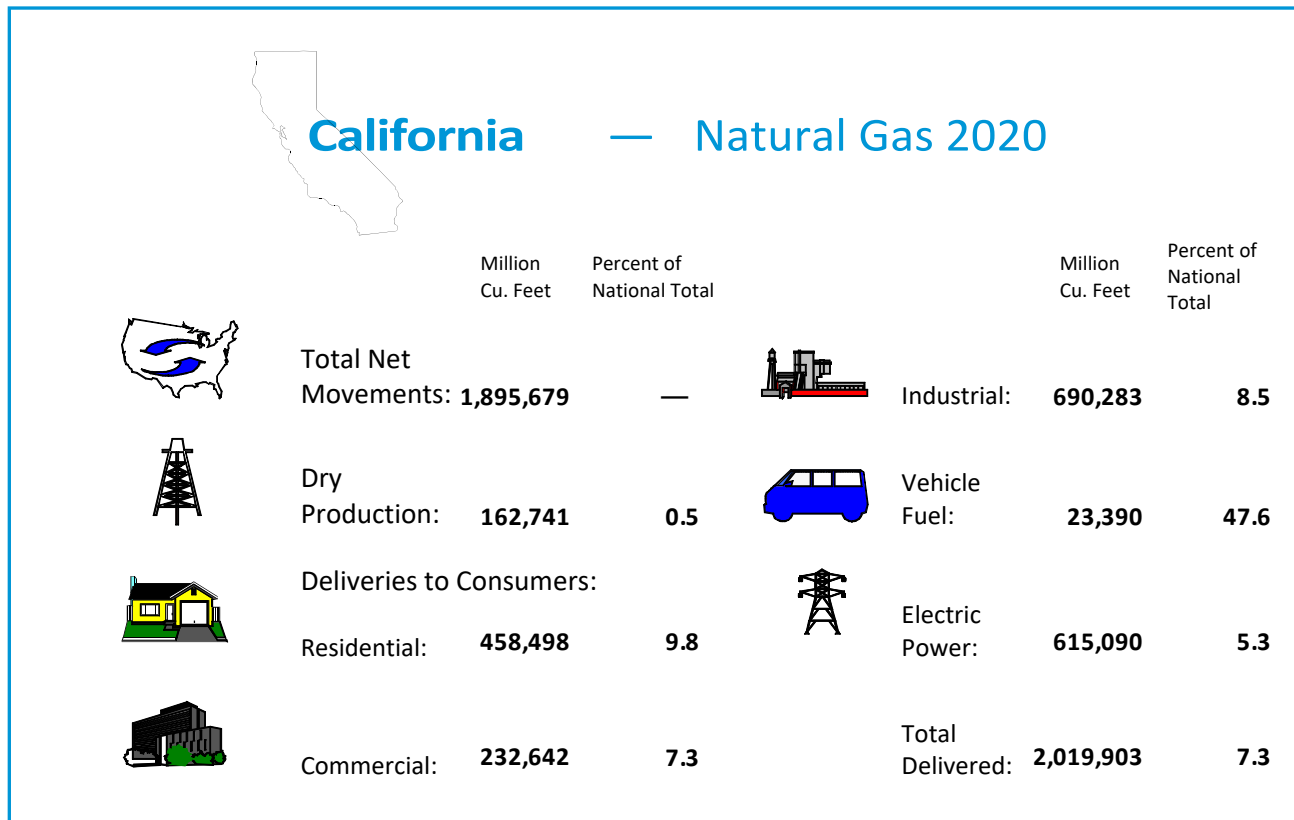 California — Natural Gas 2020
Million
Cu. Feet
Percent of
National Total
Million
Cu. Feet
Percent of
National
Total
Total Net
Movements: 1,895,679 —
Industrial: 690,283 8.5
Dry
Production: 162,741 0.5
Vehicle
Fuel: 23,390 47.6
Deliveries to Consumers:
Residential: 458,498 9.8
Electric
Power: 615,090 5.3
Commercial: 232,642 7.3
Total
Delivered: 2,019,903 7.3